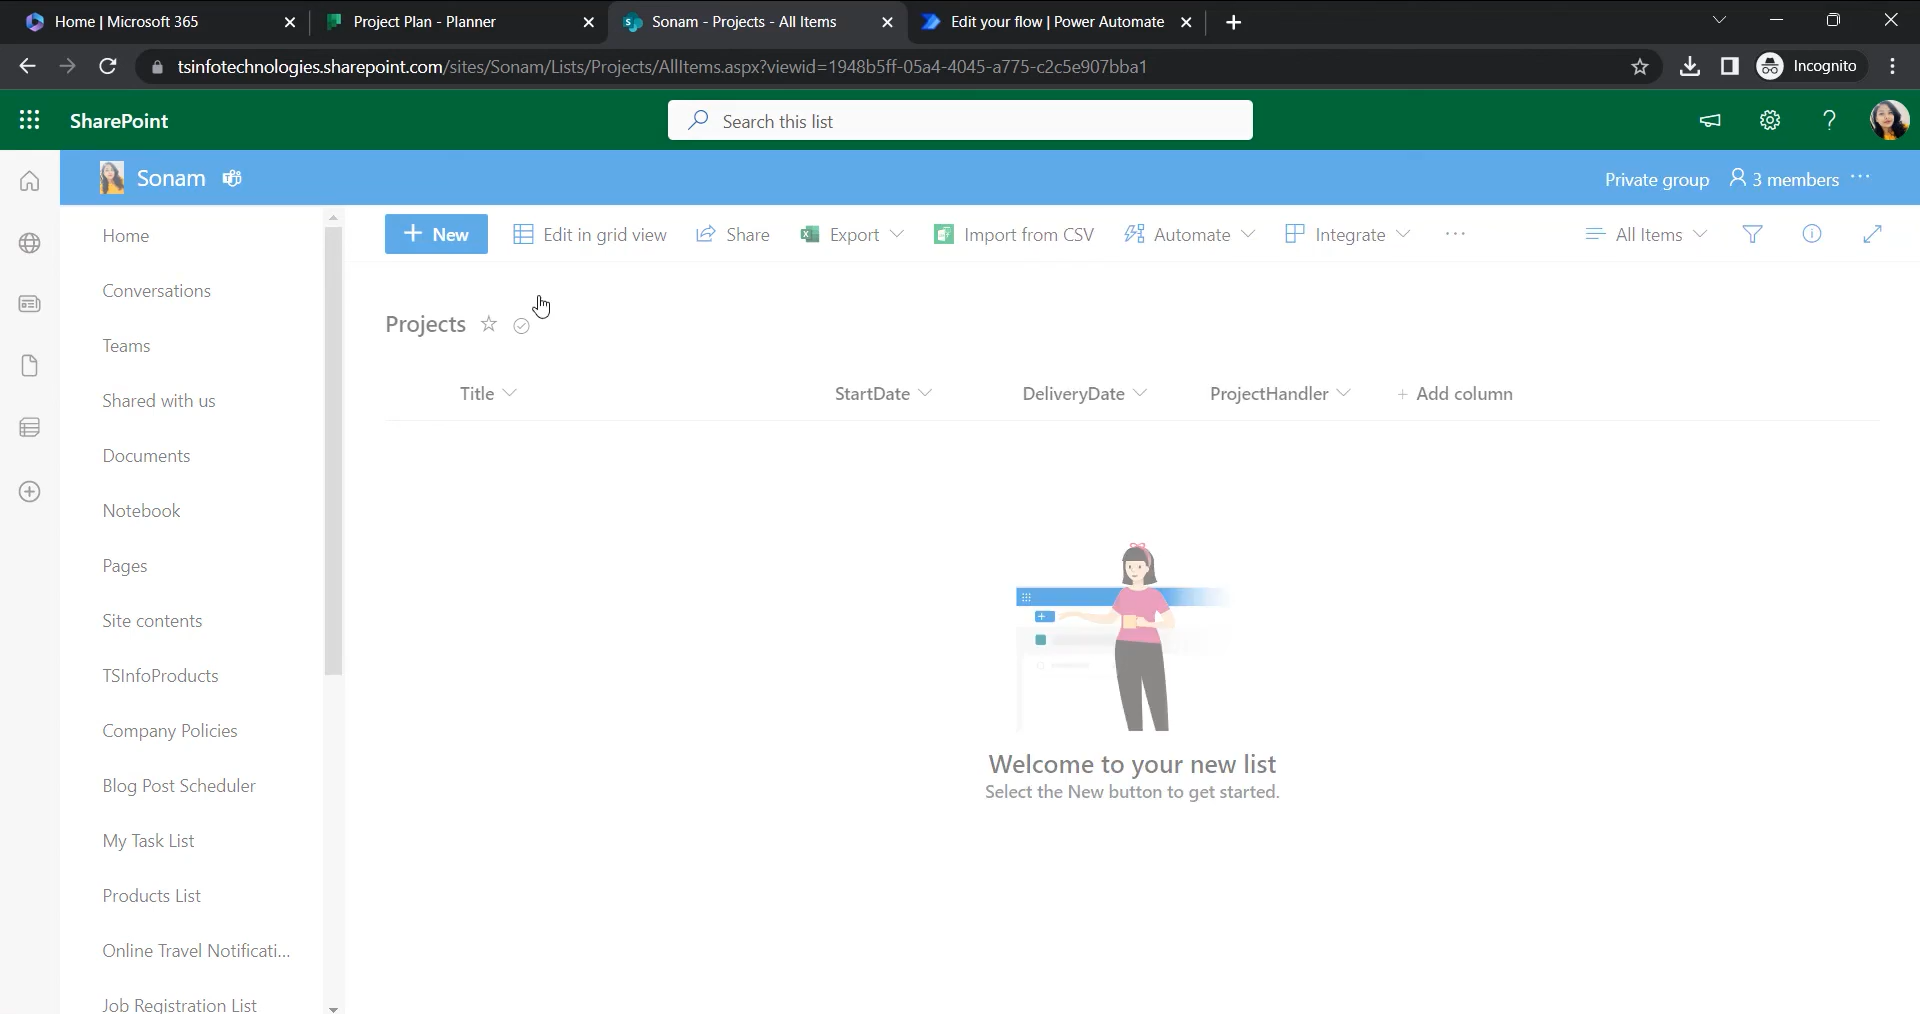 Home | Microsoft 365
Project Plan - Planner
Sonam - Projects - All Items
Edit your flow | Power Automate
tsinfotechnologies.sharepoint.com/sites/Sonam/Lists/Projects/AllItems.aspx?viewid=1948b5ff-05a4-4045-a775-c2c5e907bba1
Incognito
SharePoint
Search this list
Sonam
Private group
3 members
Home
Conversations
Teams
Shared with us
Documents
Notebook
Pages
Site contents
TSInfoProducts
Company Policies
Blog Post Scheduler
My Task List
Products List
Online Travel Notificati...
Job Registration List
+ New
Edit in grid view
Share
Export
Import from CSV
Automate
Integrate
...
All Items
Projects
Title
StartDate
DeliveryDate
ProjectHandler
+ Add column
Welcome to your new list
Select the New button to get started.